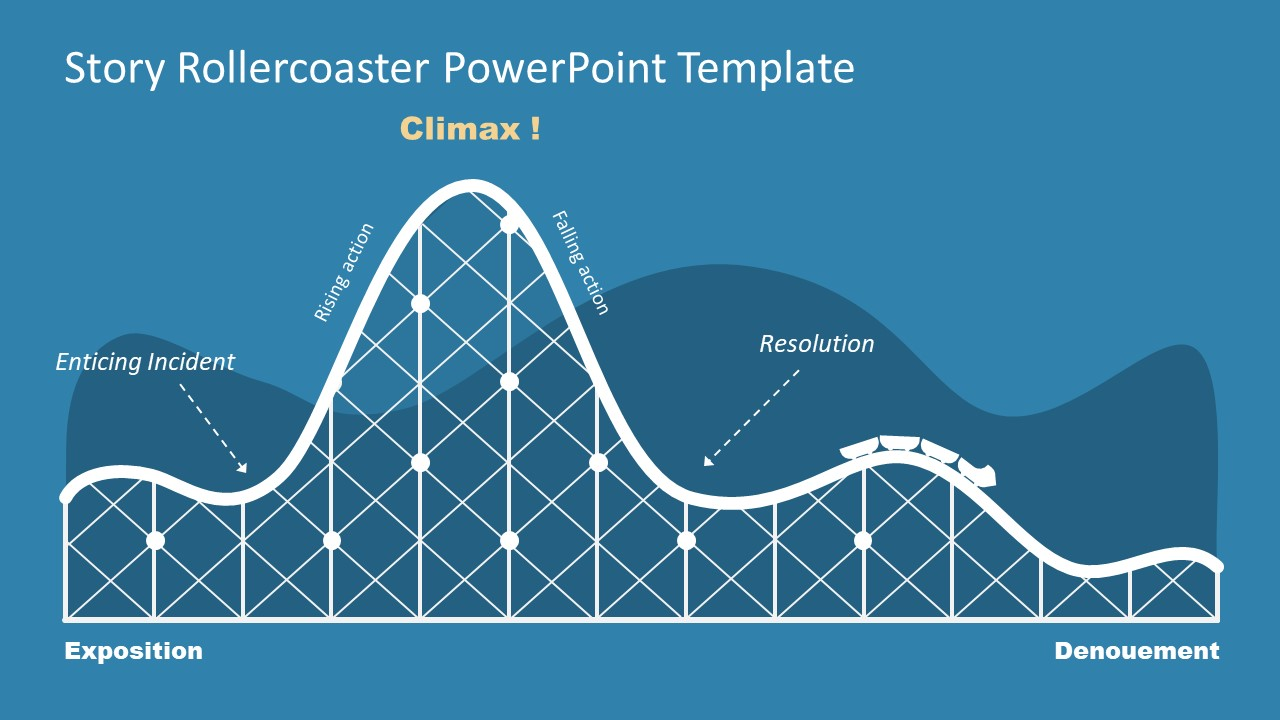 Story Rollercoaster PowerPoint Template
Climax !
Rising action
Falling action
Enticing Incident
Resolution
Exposition
Denouement